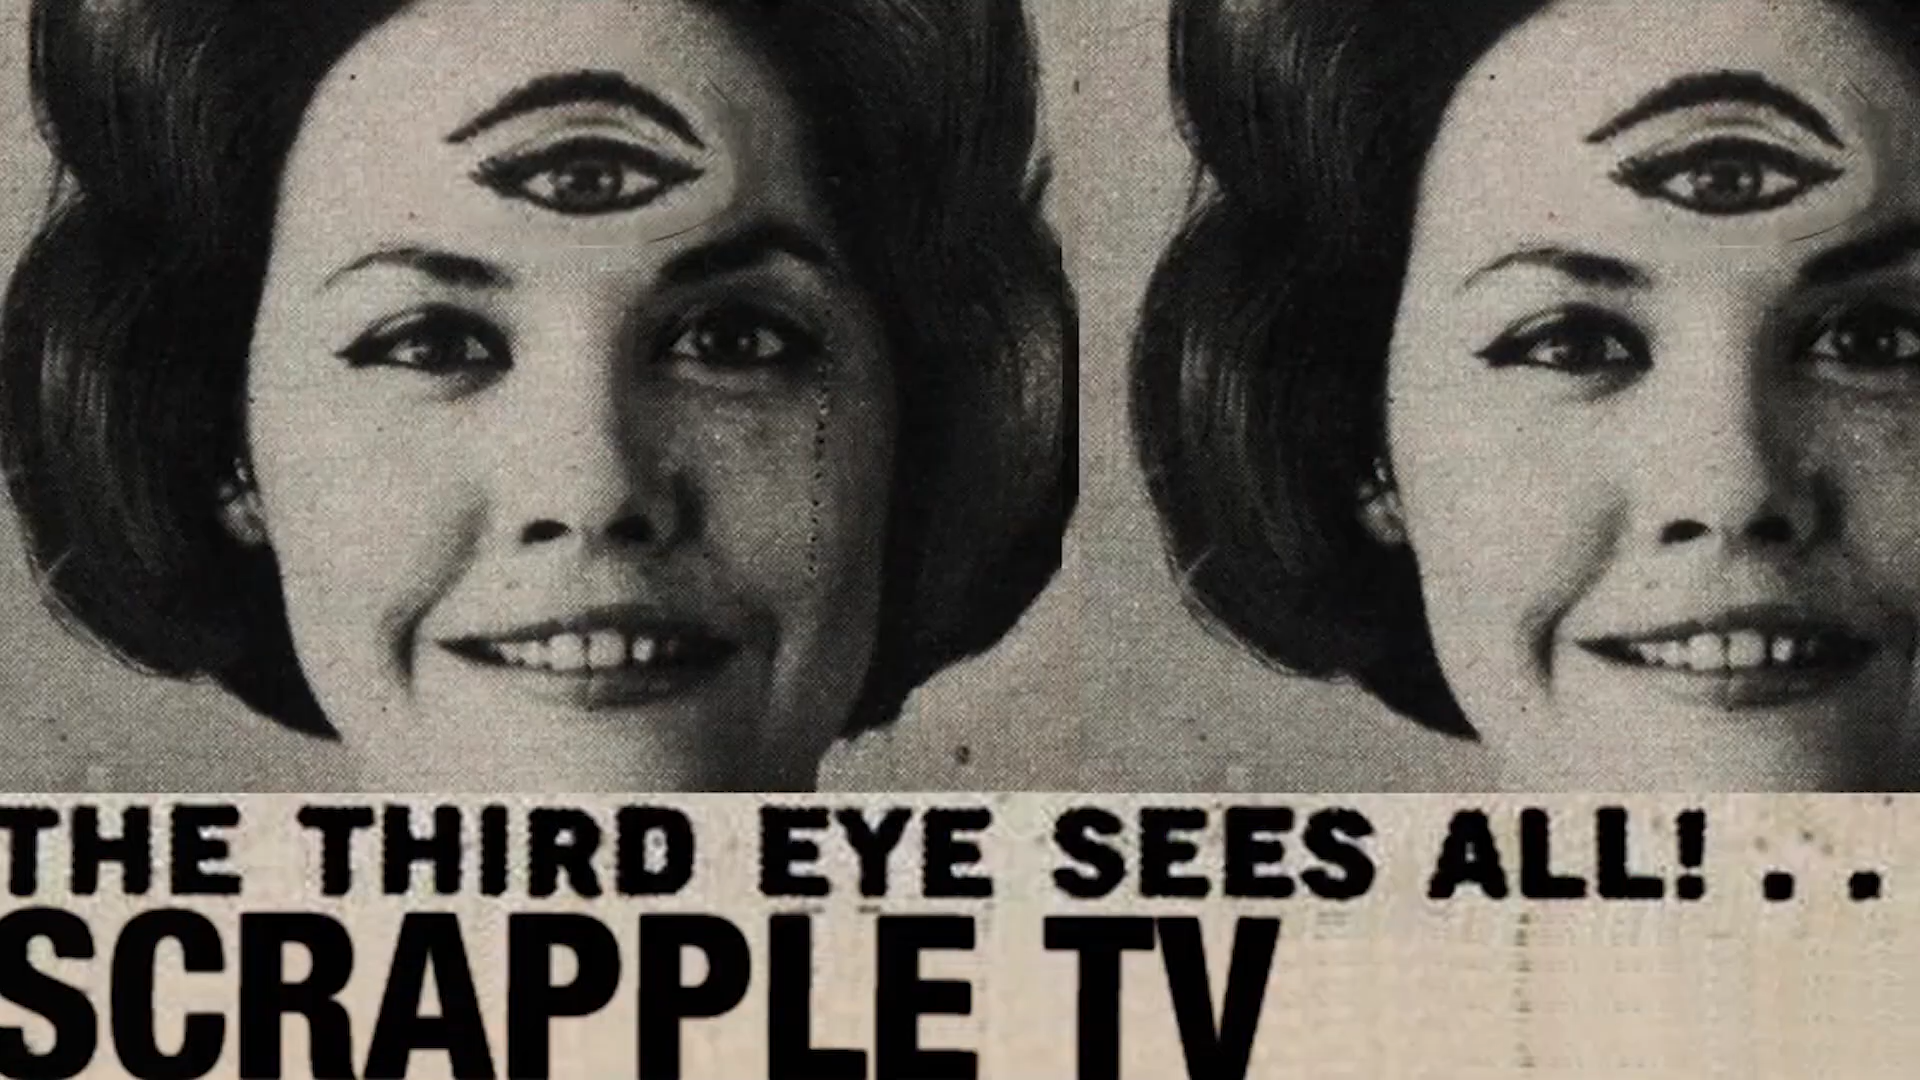 THE THIRD EYE SEES ALL! . .
SCRAPPLE TV